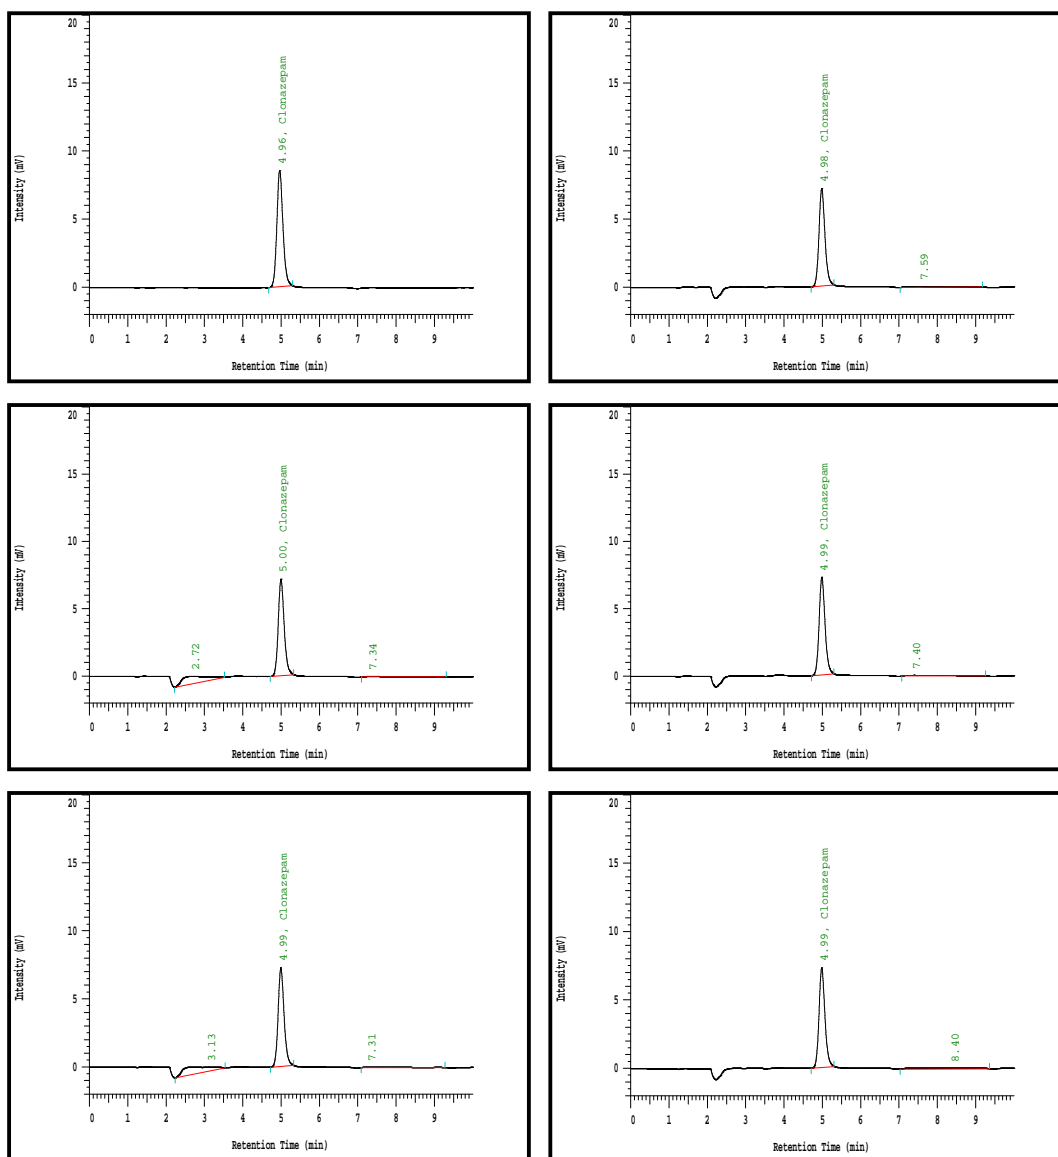 20
15
10
5
0
Intensity (mV)
4.96, Clonazepam
0 1 2 3 4 5 6 7 8 9
Retention Time (min)
20
15
10
5
0
Intensity (mV)
4.98, Clonazepam
7.59
0 1 2 3 4 5 6 7 8 9
Retention Time (min)
20
15
10
5
0
Intensity (mV)
2.72
5.00, Clonazepam
7.34
0 1 2 3 4 5 6 7 8 9
Retention Time (min)
20
15
10
5
0
Intensity (mV)
4.99, Clonazepam
7.40
0 1 2 3 4 5 6 7 8 9
Retention Time (min)
20
15
10
5
0
Intensity (mV)
3.13
4.99, Clonazepam
7.31
0 1 2 3 4 5 6 7 8 9
Retention Time (min)
20
15
10
5
0
Intensity (mV)
4.99, Clonazepam
8.40
0 1 2 3 4 5 6 7 8 9
Retention Time (min)